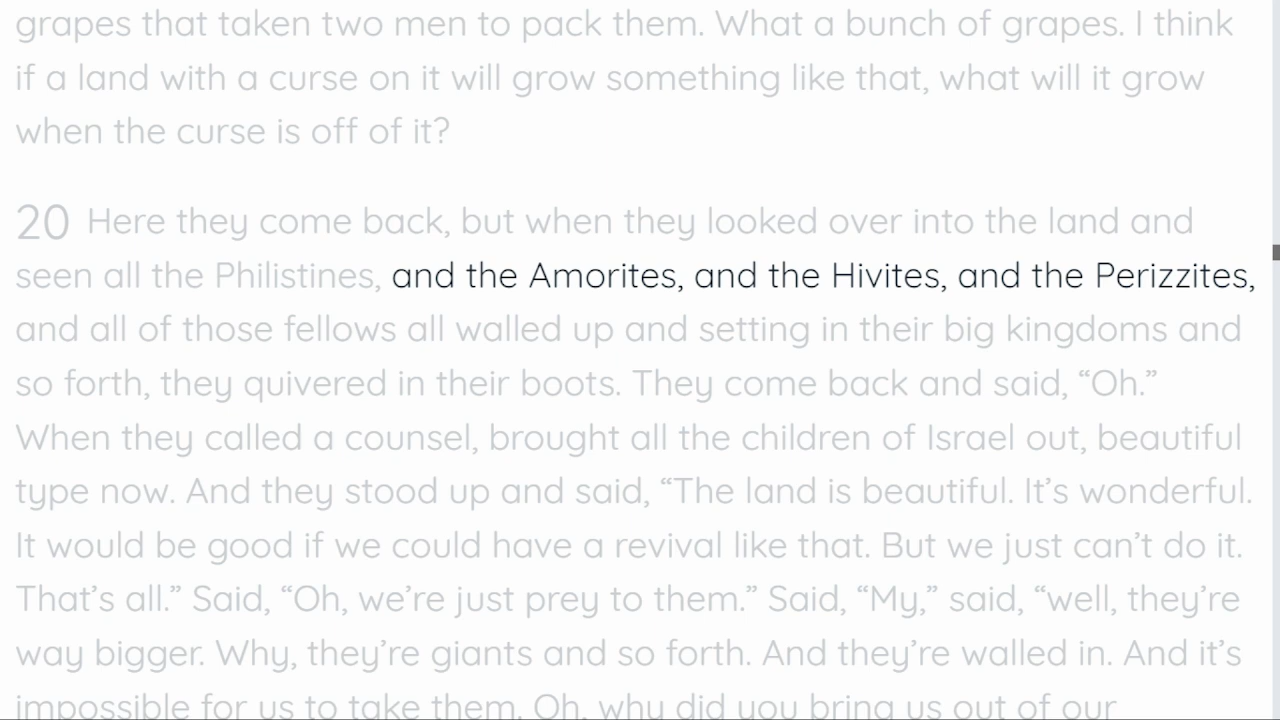 grapes that taken two men to pack them. What a bunch of grapes. I think
if a land with a curse on it will grow something like that, what will it grow
when the curse is off of it?
20 Here they come back, but when they looked over into the land and
seen all the Philistines, and the Amorites, and the Hivites, and the Perizzites,
and all of those fellows all walled up and setting in their big kingdoms and
so forth, they quivered in their boots. They come back and said, “Oh.”
When they called a counsel, brought all the children of Israel out, beautiful
type now. And they stood up and said, “The land is beautiful. It’s wonderful.
It would be good if we could have a revival like that. But we just can’t do it.
That’s all.” Said, “Oh, we’re just prey to them.” Said, “My,” said, “well, they’re
way bigger. Why, they’re giants and so forth. And they’re walled in. And it’s
impossible for us to take them. Oh, why did you bring us out of our